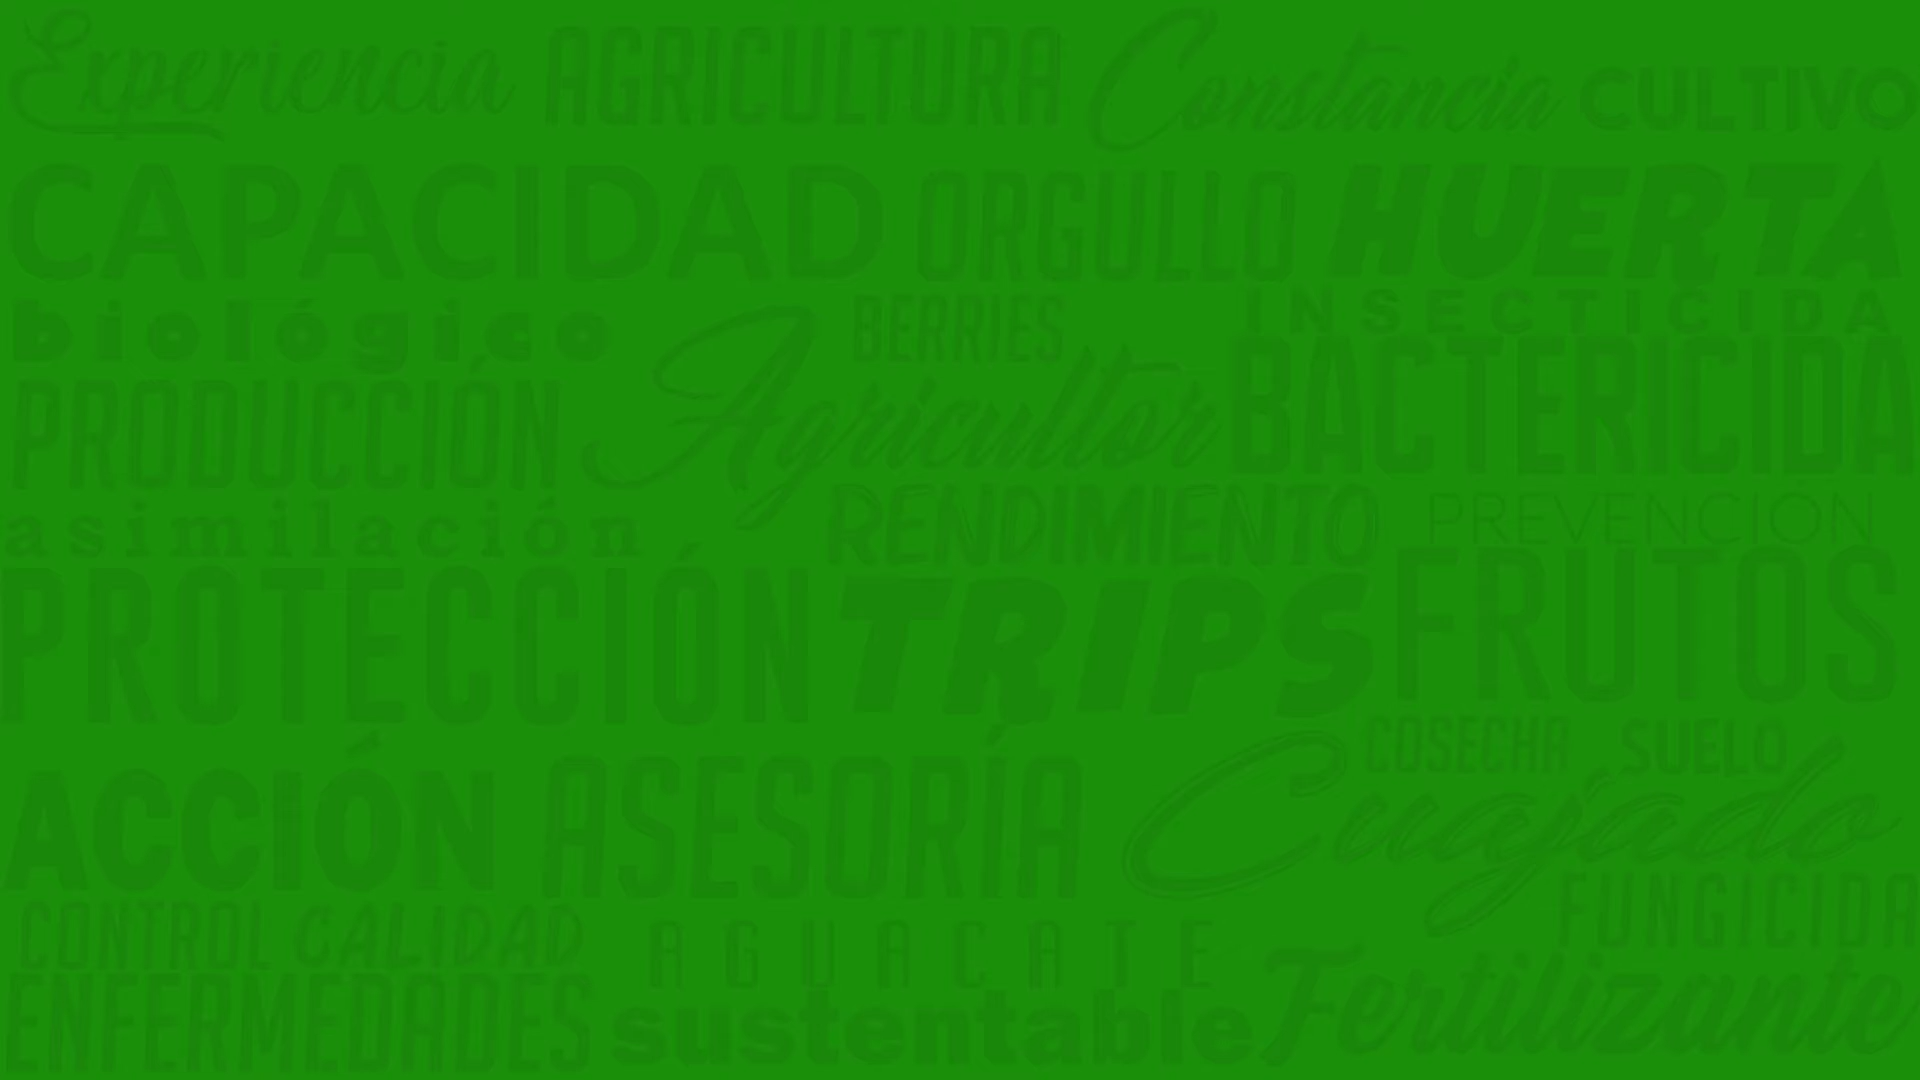 Experiencia AGRICULTURA Constancia CULTIVO
CAPACIDAD ORGULLO HUERTA
biológico BERRIES INSECTICIDA
PRODUCCIÓN Agricultor BACTERICIDA
asimilación RENDIMIENTO PREVENCIÓN
PROTECCIÓN TRIPS FRUTOS
COSECHA SUELO
ACCIÓN ASESORÍA Cuajado
CONTROL CALIDAD AGUACATE FUNGICIDA
ENFERMEDADES sustentable Fertilizante